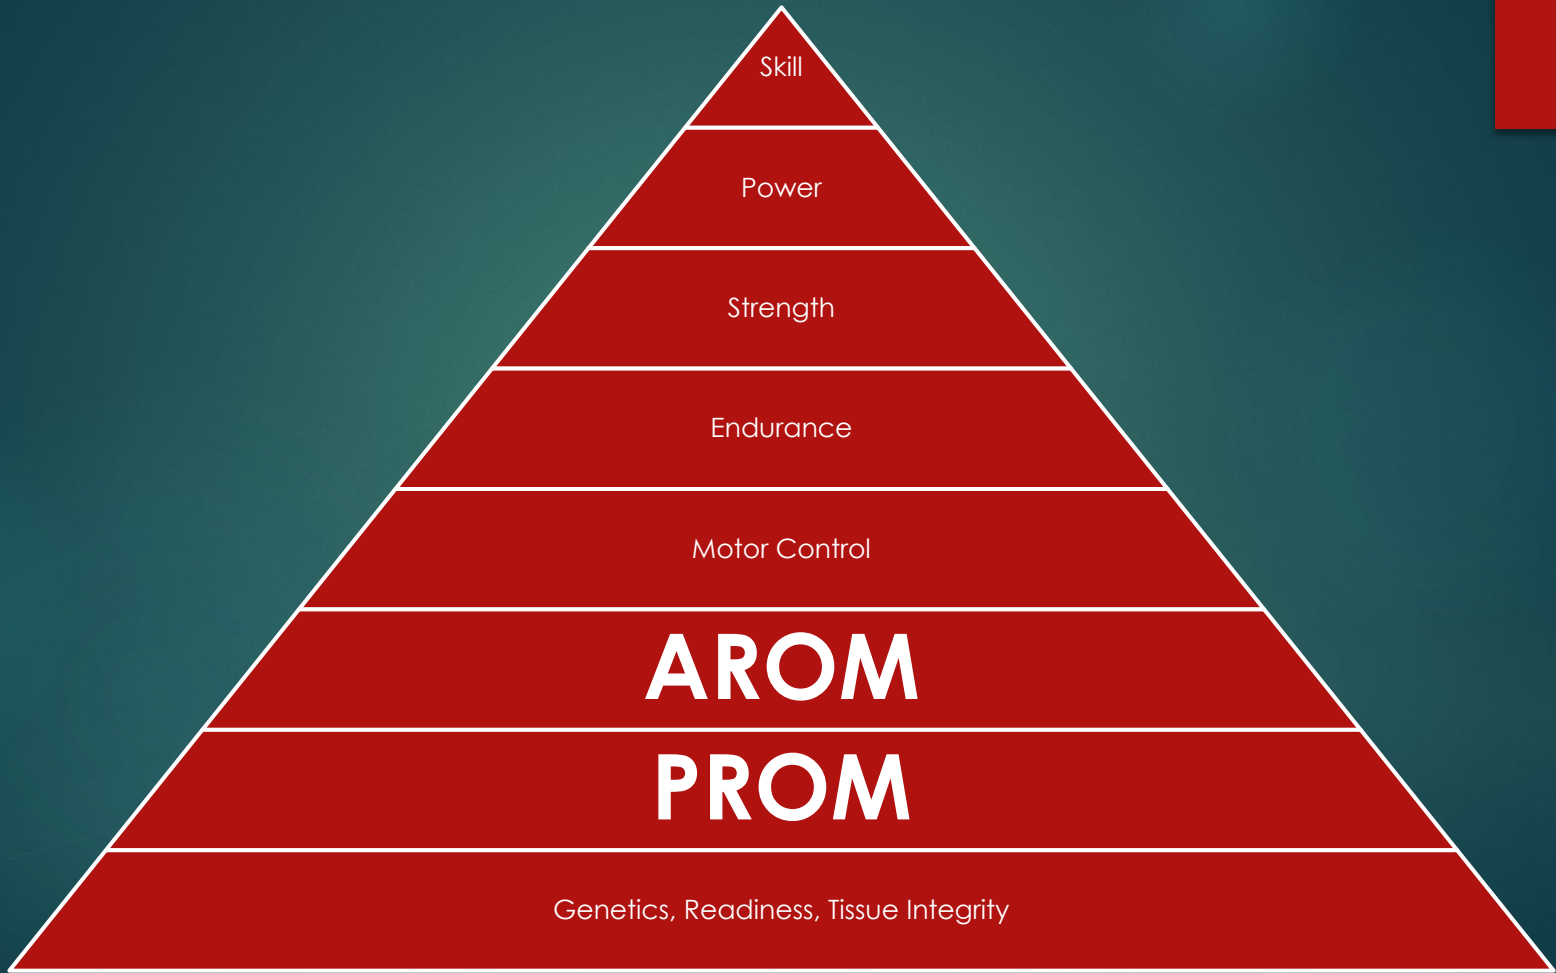 Skill
Power
Strength
Endurance
Motor Control
AROM
PROM
Genetics, Readiness, Tissue Integrity